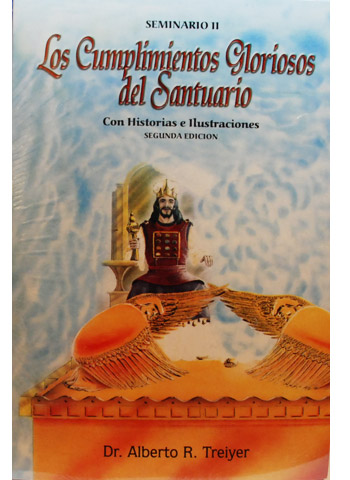 SEMINARIO II
Los Cumplimientos Gloriosos
del Santuario
Con Historias e Ilustraciones
SEGUNDA EDICION
Dr. Alberto R. Treiyer